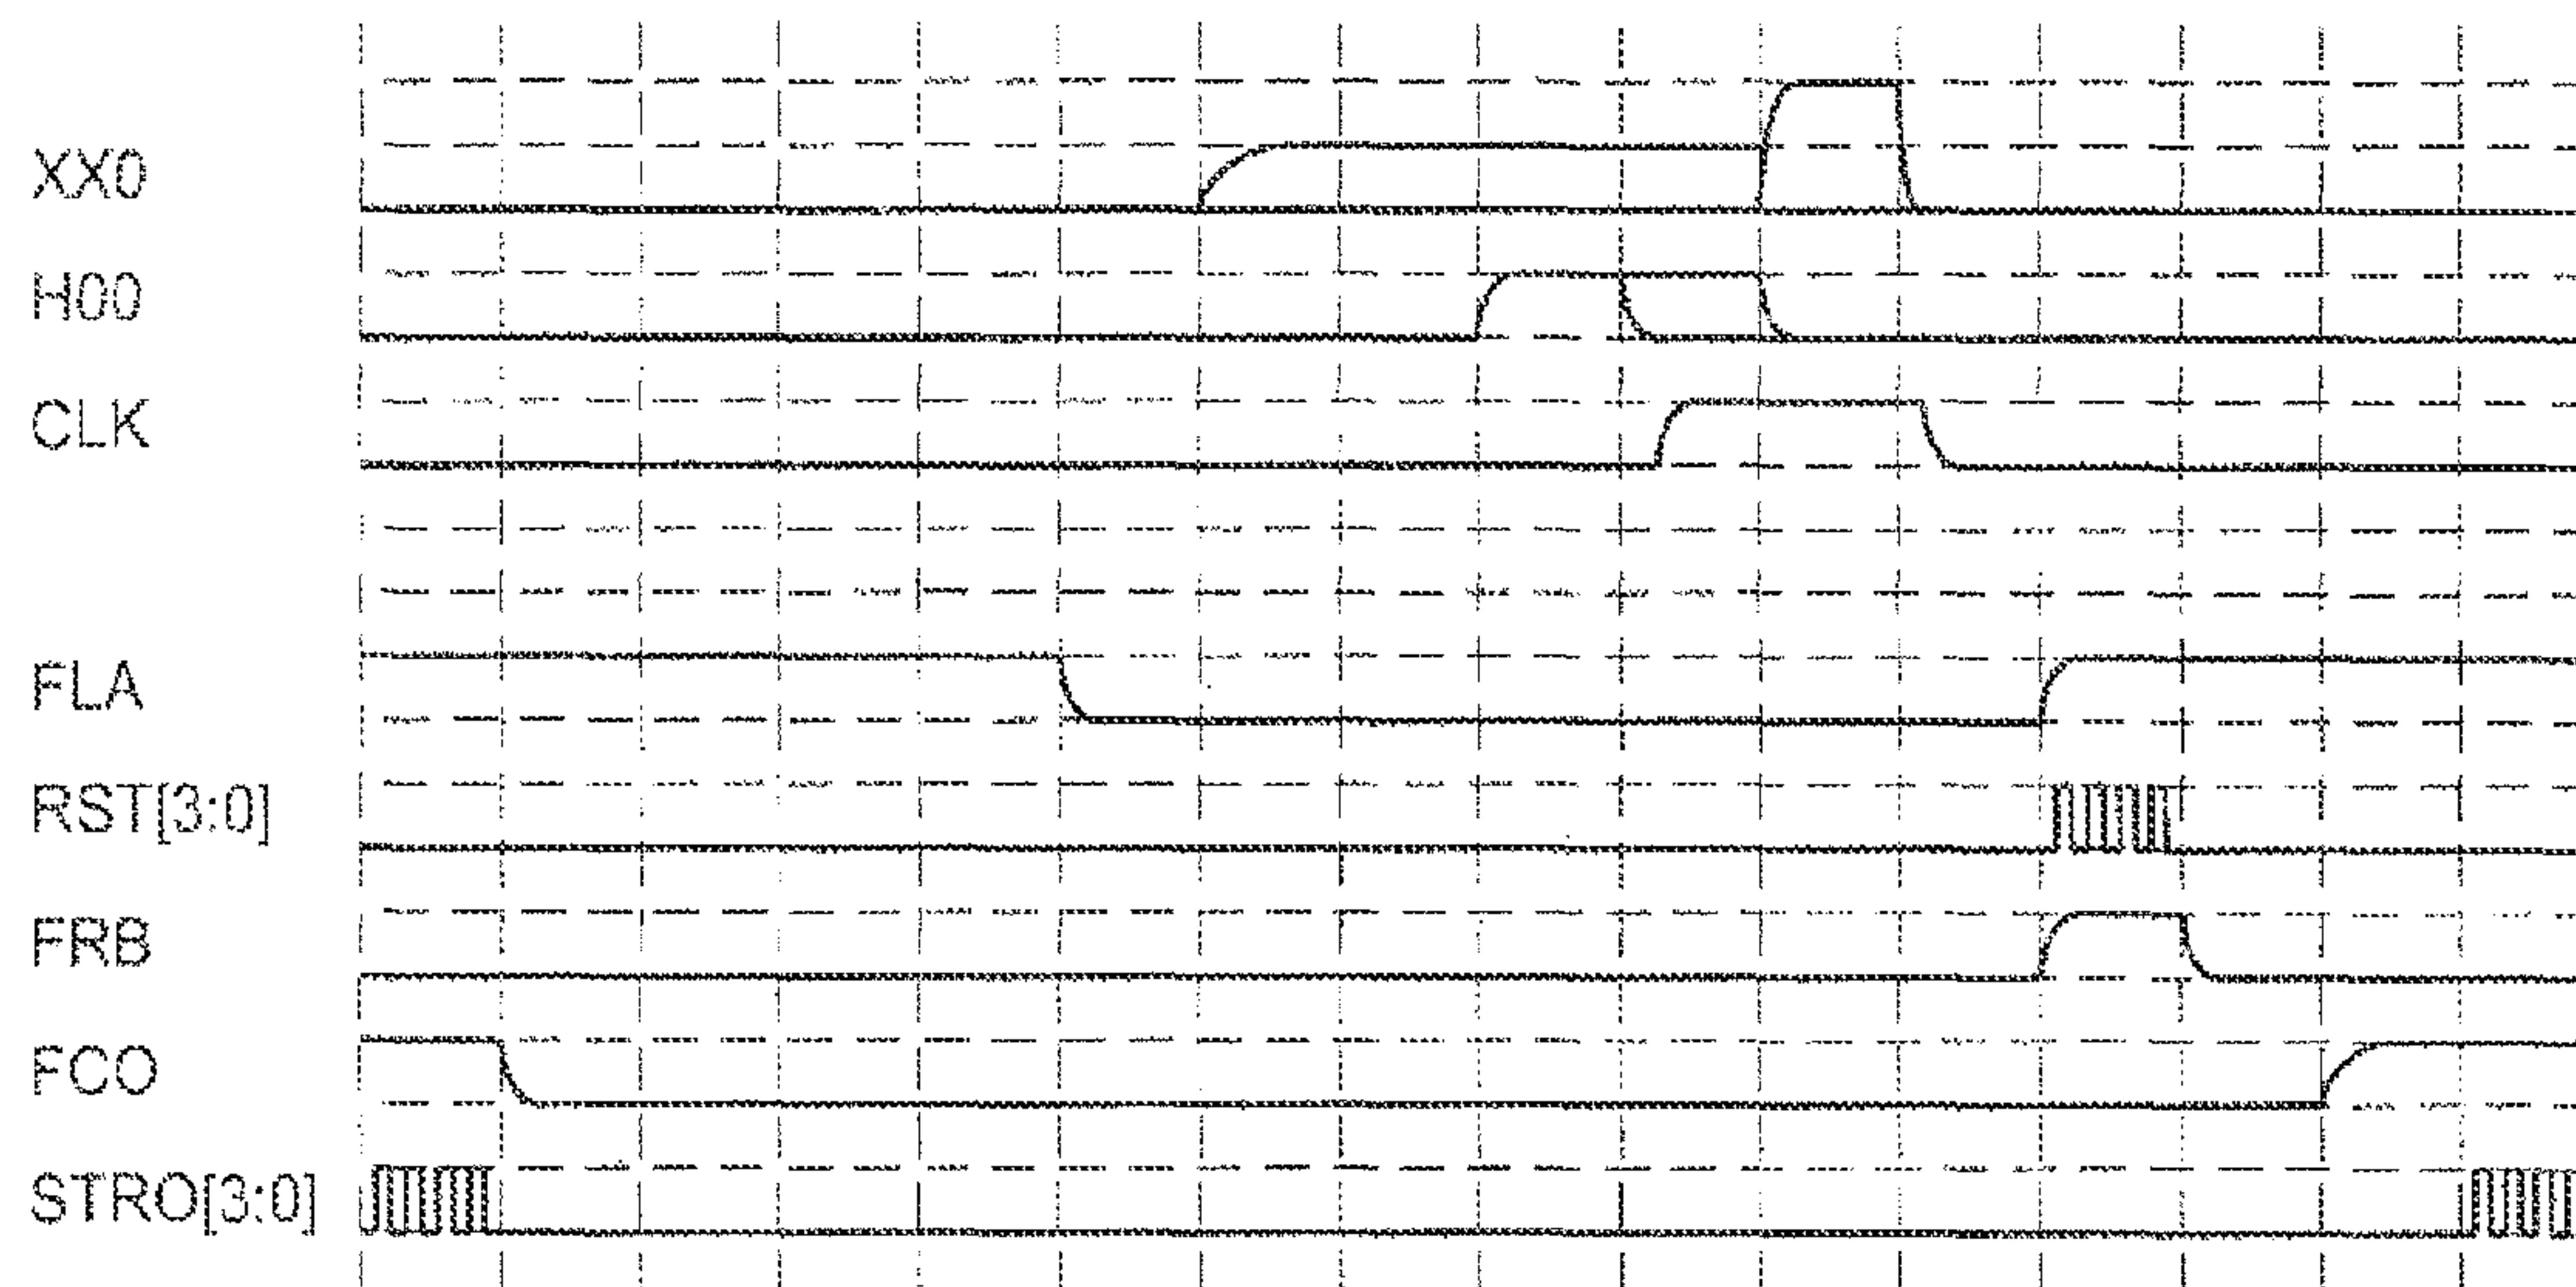 XX0
H00
CLK
FLA
RST[3:0]
FRB
FCO
STRO[3:0]